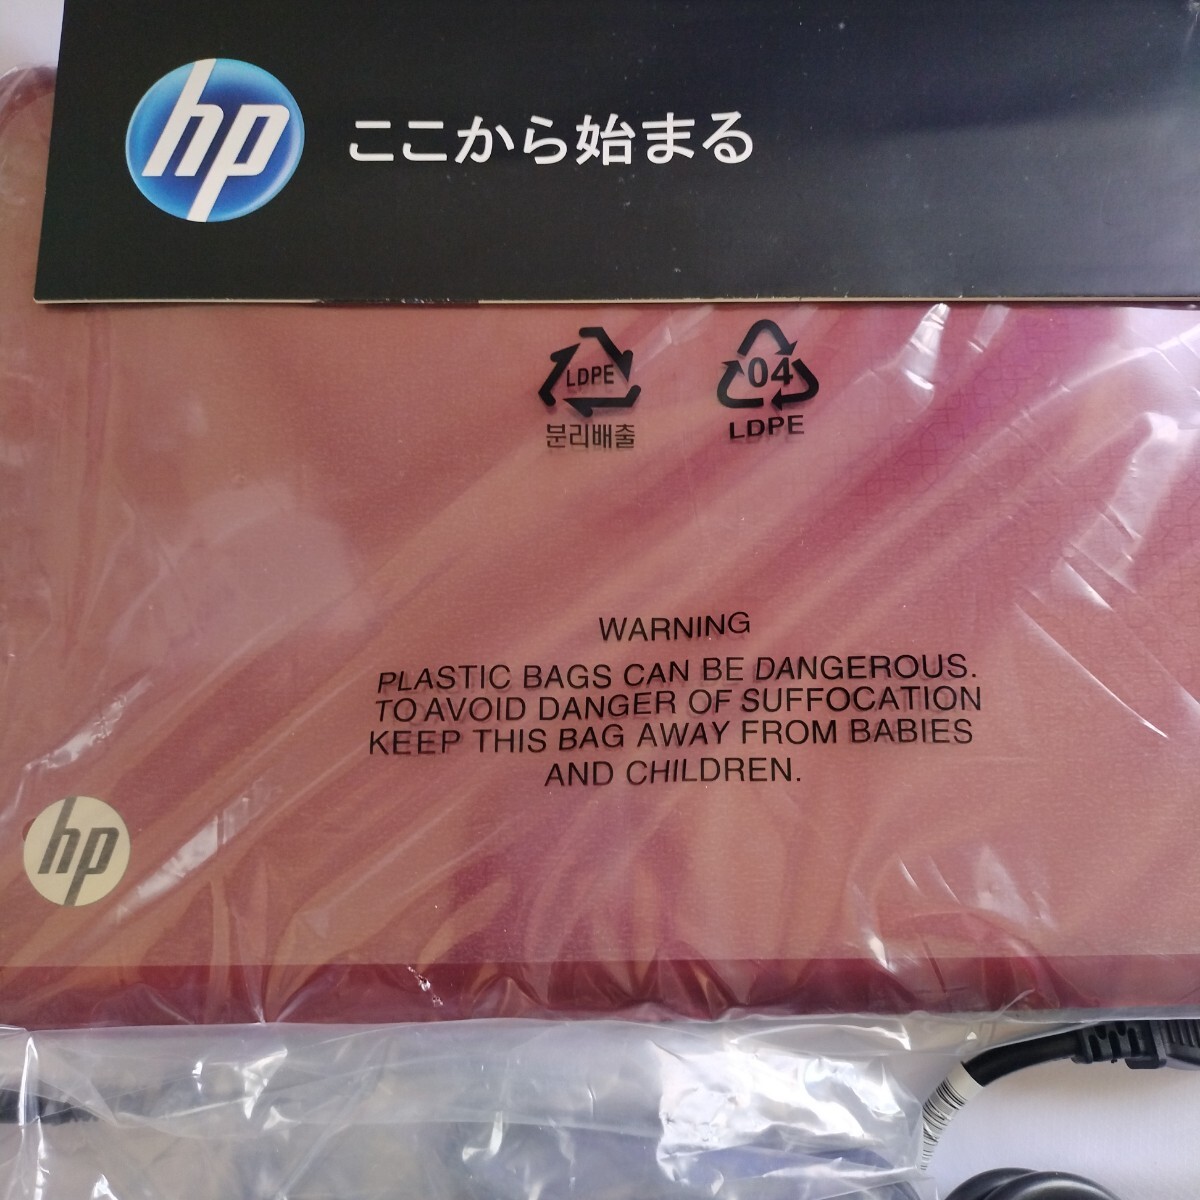 hp ここから始まる
LDPE
分리배출
04
LDPE
WARNING
PLASTIC BAGS CAN BE DANGEROUS.
TO AVOID DANGER OF SUFFOCATION
KEEP THIS BAG AWAY FROM BABIES
AND CHILDREN.
hp